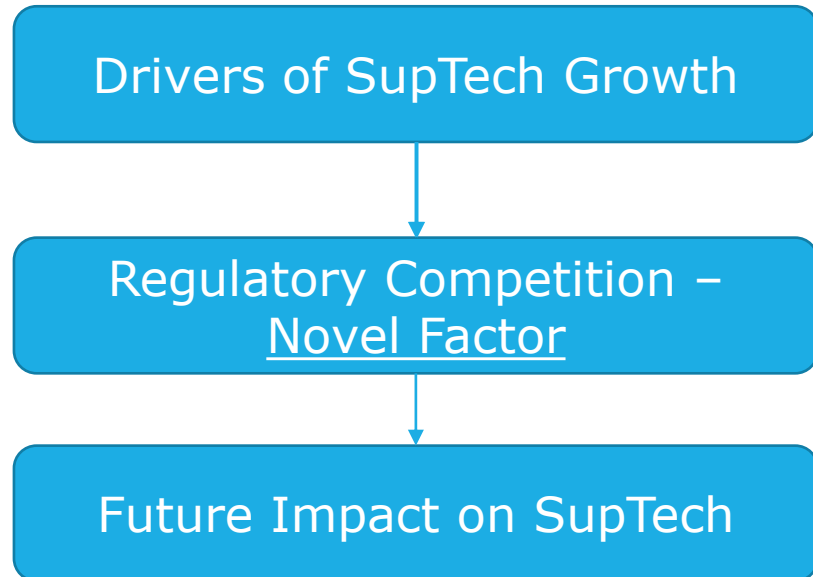 Drivers of SupTech Growth
Regulatory Competition –
Novel Factor
Future Impact on SupTech